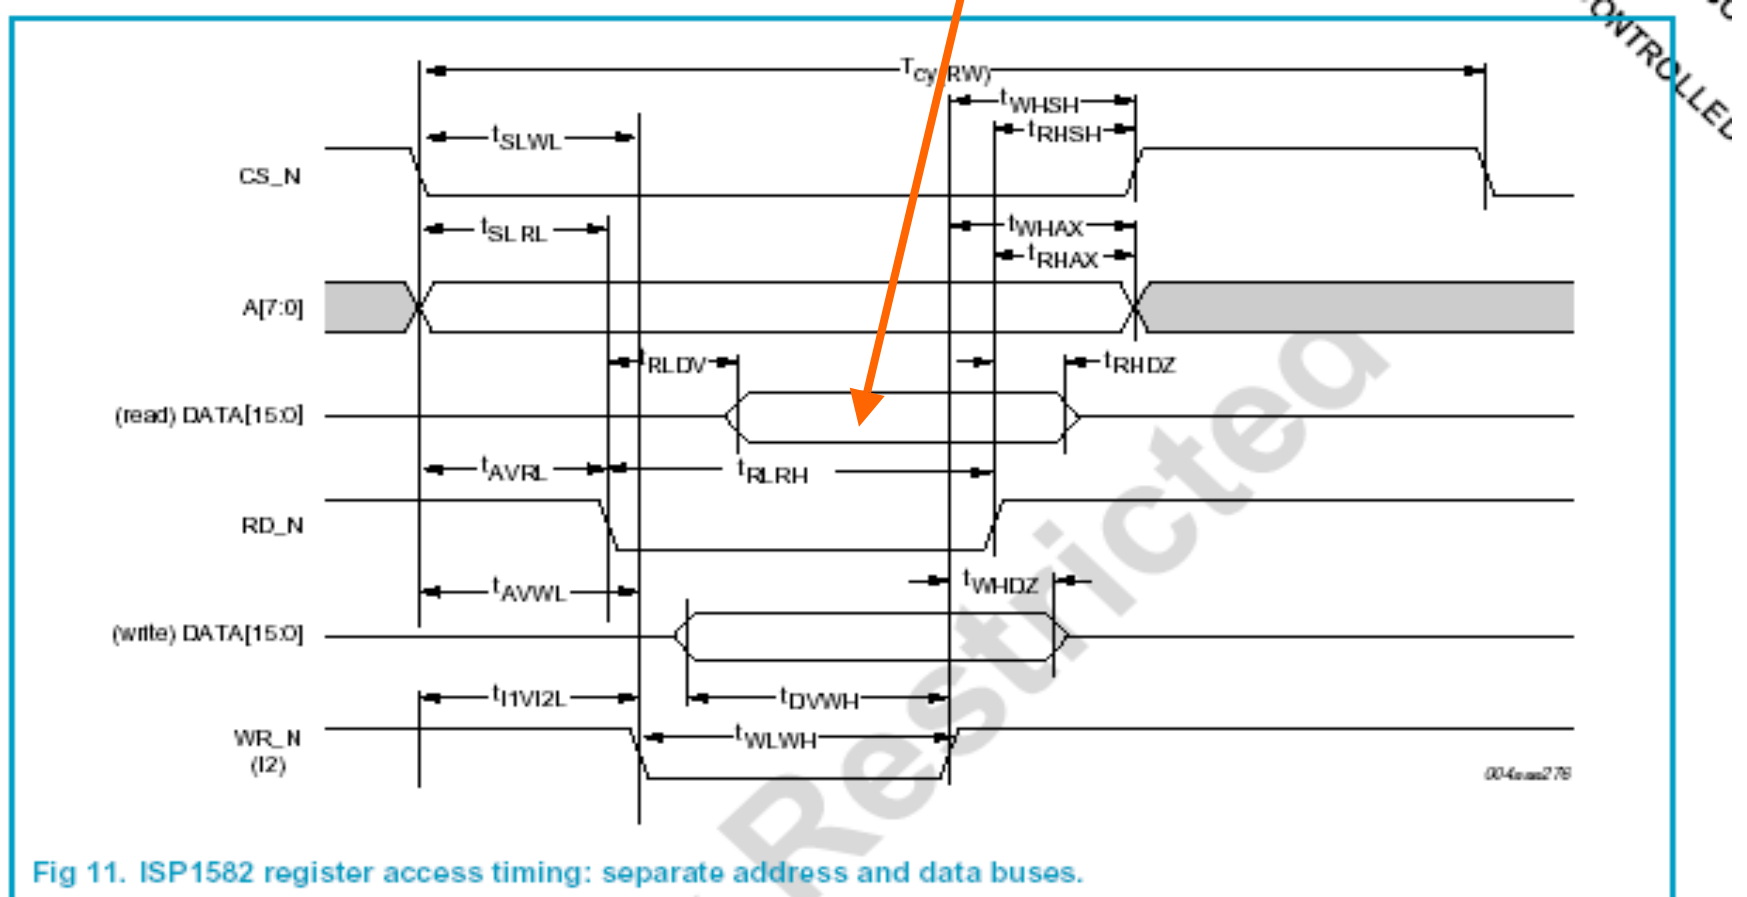 CONTROLLED
Tcy(RW)
tWHSH
tSLWL
tRHSH
CS_N
tSLRL
tWHAX
tRHAX
A[7:0]
tRLDV
tRHDZ
(read) DATA[15:0]
tAVRL
tRLRH
RD_N
tAVWL
tWHDZ
(write) DATA[15:0]
tI1VI2L
tDVWH
WR_N
(I2)
tWLWH
004aaa276
Restricted
Fig 11. ISP1582 register access timing: separate address and data buses.